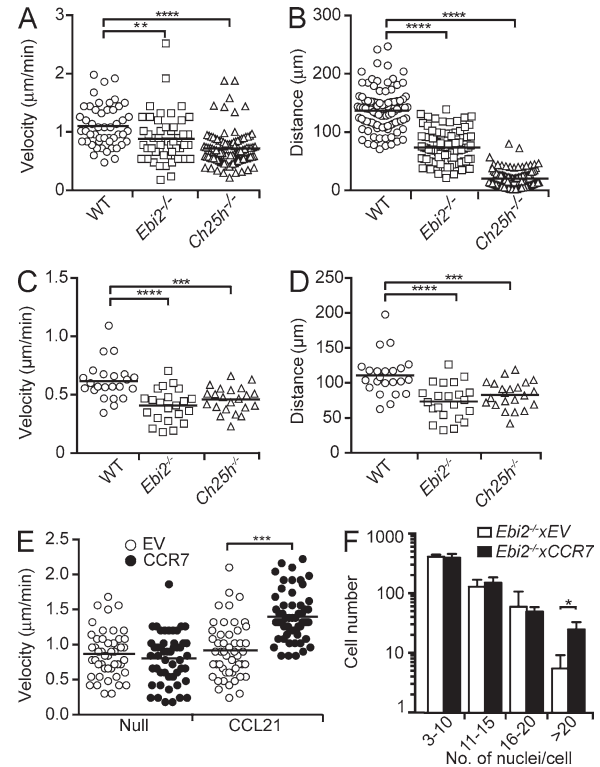 A
Velocity (µm/min)
3
2
1
0
****
**
WT
Ebi2-/-
Ch25h-/-
B
Distance (µm)
300
200
100
0
****
****
WT
Ebi2-/-
Ch25h-/-
C
Velocity (µm/min)
1.5
1.0
0.5
0
***
****
WT
Ebi2-/-
Ch25h-/-
D
Distance (µm)
250
200
150
100
50
0
***
****
WT
Ebi2-/-
Ch25h-/-
E
Velocity (µm/min)
2.5
2.0
1.5
1.0
0.5
0.0
EV
CCR7
***
Null
CCL21
F
Cell number
1000
100
10
1
Ebi2-/-xEV
Ebi2-/-xCCR7
*
3-10
11-15
16-20
>20
No. of nuclei/cell